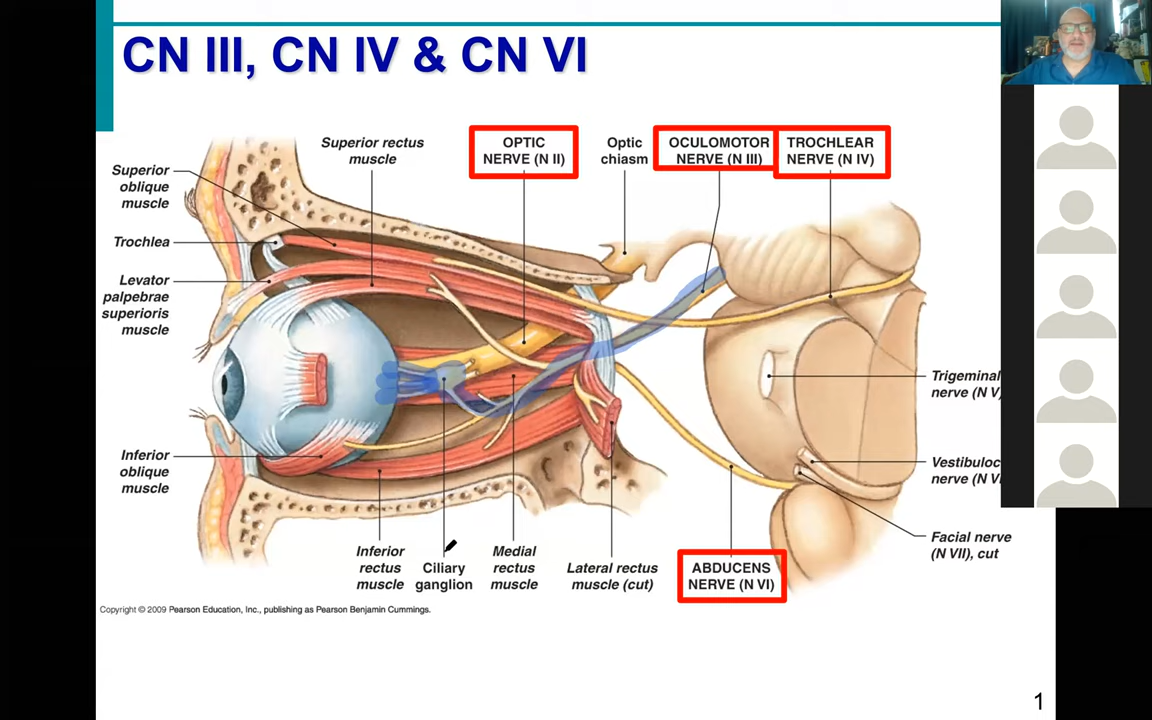 CN III, CN IV & CN VI
Superior rectus
muscle
OPTIC
NERVE (N II)
Optic
chiasm
OCULOMOTOR
NERVE (N III)
TROCHLEAR
NERVE (N IV)
Superior
oblique
muscle
Trochlea
Levator
palpebrae
superioris
muscle
Trigeminal
nerve (N V)
Inferior
oblique
muscle
Vestibuloc
nerve (N V
Facial nerve
(N VII), cut
Inferior
rectus
muscle
Ciliary
ganglion
Medial
rectus
muscle
Lateral rectus
muscle (cut)
ABDUCENS
NERVE (N VI)
Copyright © 2009 Pearson Education, Inc., publishing as Pearson Benjamin Cummings.
1